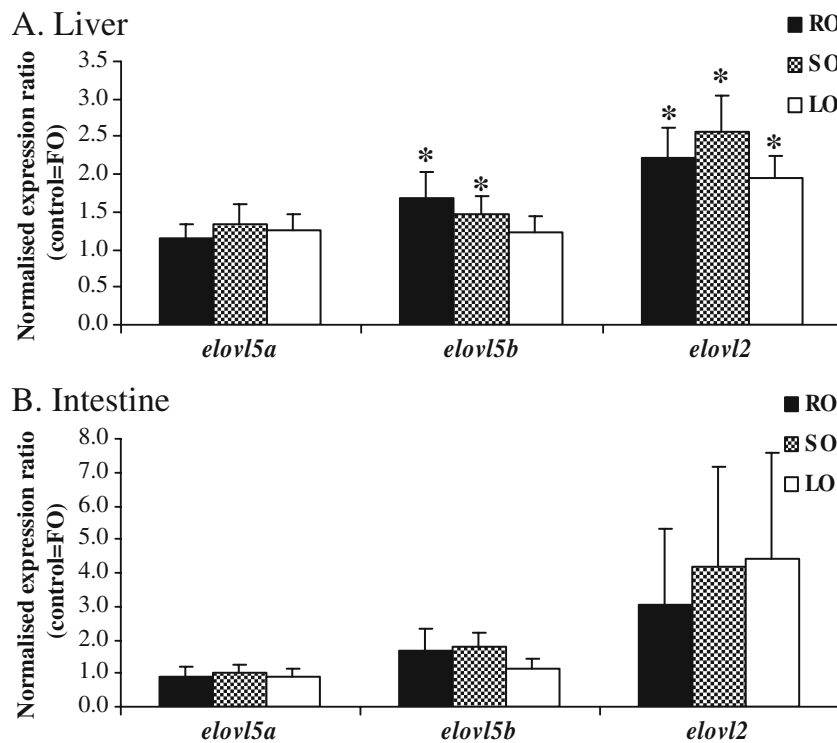 A. Liver
RO
SO
LO
Normalised expression ratio
(control=FO)
3.5
3.0
2.5
2.0
1.5
1.0
0.5
0.0
* * * * *
elovl5a elovl5b elovl2
B. Intestine
RO
SO
LO
Normalised expression ratio
(control=FO)
8.0
7.0
6.0
5.0
4.0
3.0
2.0
1.0
0.0
elovl5a elovl5b elovl2